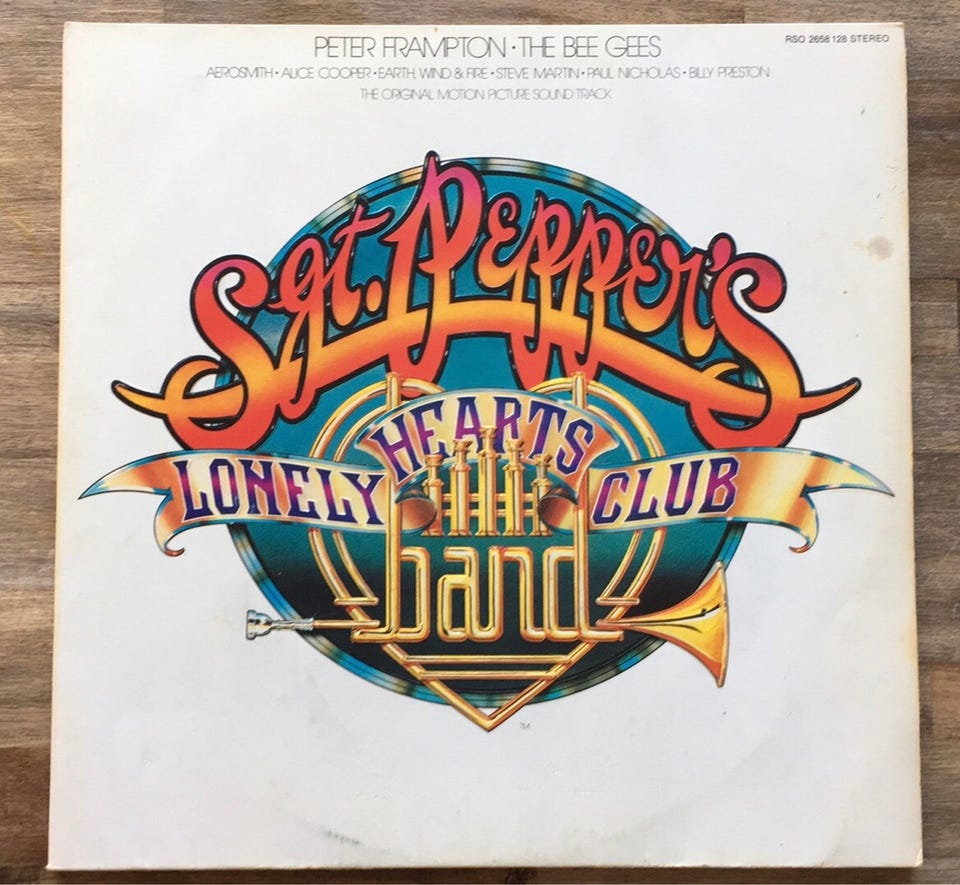 PETER FRAMPTON • THE BEE GEES
RSO 2658 128 STEREO
AEROSMITH • ALICE COOPER • EARTH, WIND & FIRE • STEVE MARTIN • PAUL NICHOLAS • BILLY PRESTON
THE ORIGINAL MOTION PICTURE SOUND TRACK
Sgt. Pepper's
LONELY HEARTS CLUB
band
TM